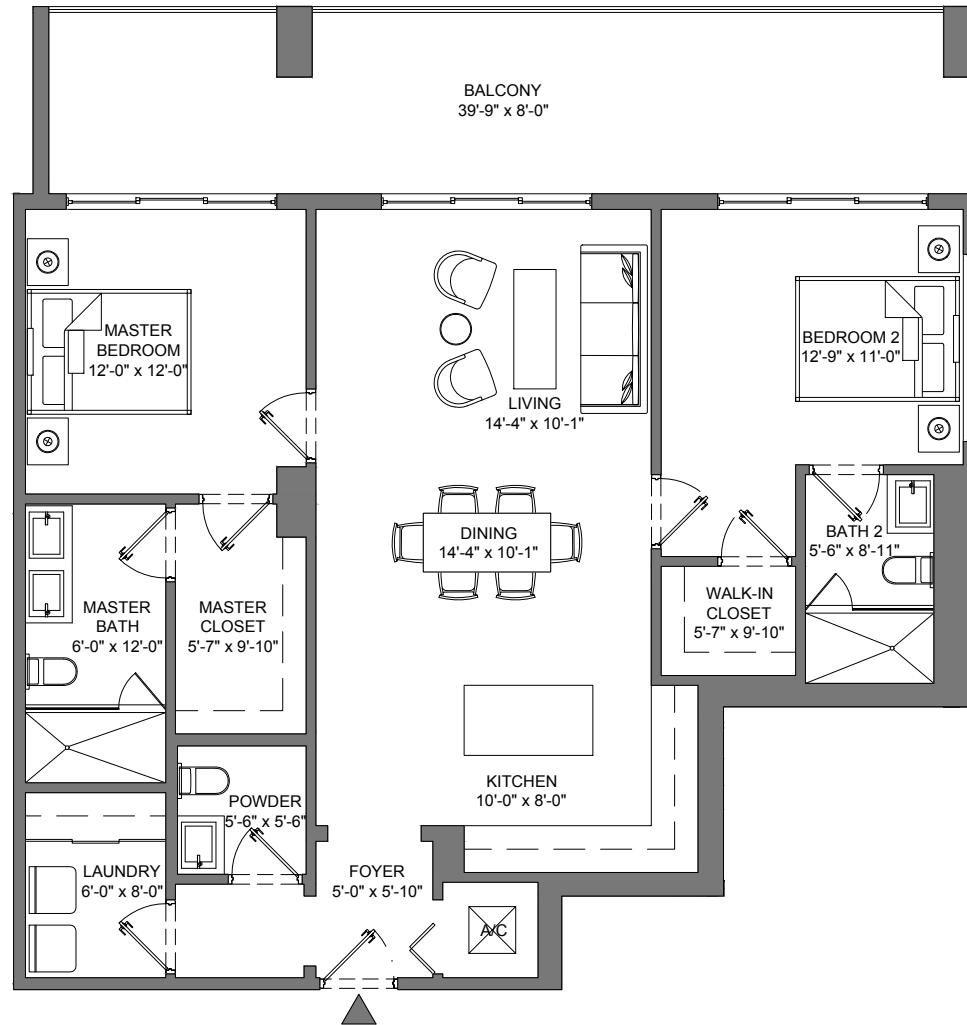 BALCONY
39'-9" x 8'-0"
MASTER
BEDROOM
12'-0" x 12'-0"
BEDROOM 2
12'-9" x 11'-0"
LIVING
14'-4" x 10'-1"
DINING
14'-4" x 10'-1"
BATH 2
5'-6" x 8'-11"
MASTER
BATH
6'-0" x 12'-0"
MASTER
CLOSET
5'-7" x 9'-10"
WALK-IN
CLOSET
5'-7" x 9'-10"
KITCHEN
10'-0" x 8'-0"
POWDER
5'-6" x 5'-6"
LAUNDRY
6'-0" x 8'-0"
FOYER
5'-0" x 5'-10"
A/C